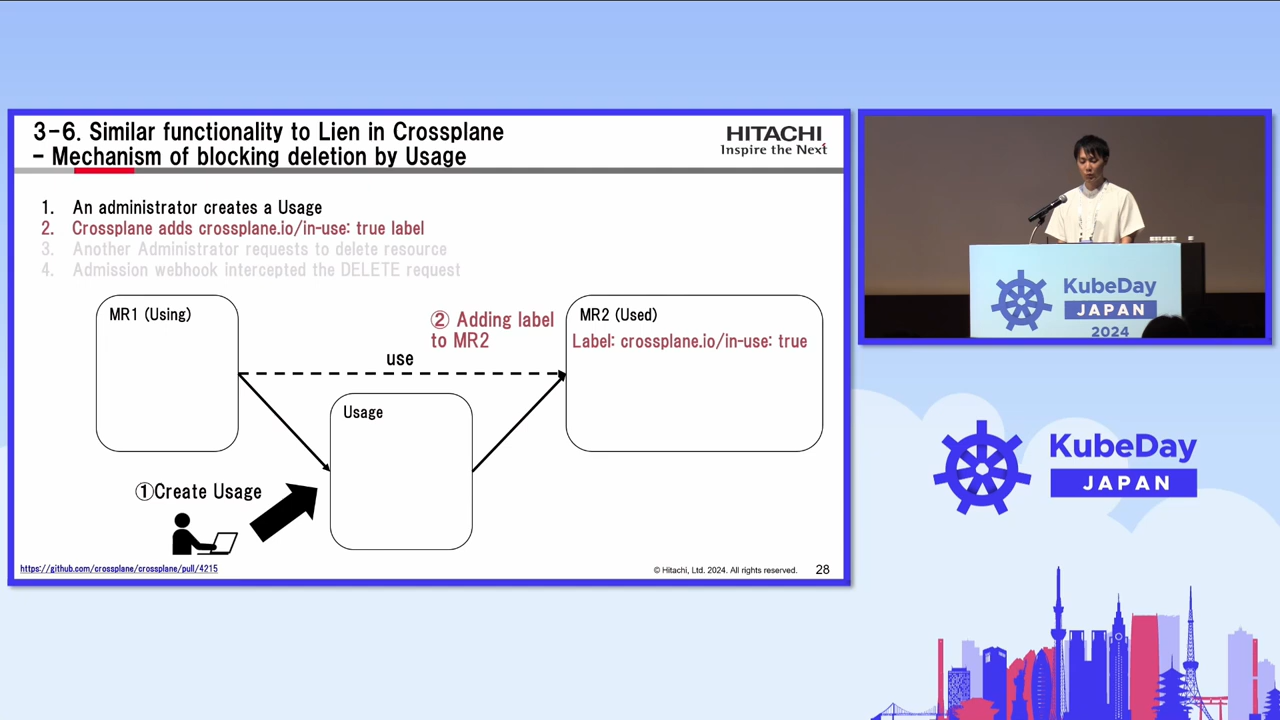 3-6. Similar functionality to Lien in Crossplane
- Mechanism of blocking deletion by Usage
HITACHI
Inspire the Next
1. An administrator creates a Usage
2. Crossplane adds crossplane.io/in-use: true label
3. Another Administrator requests to delete resource
4. Admission webhook intercepted the DELETE request
MR1 (Using)
② Adding label
to MR2
use
MR2 (Used)
Label: crossplane.io/in-use: true
Usage
①Create Usage
https://github.com/crossplane/crossplane/pull/4215
© Hitachi, Ltd. 2024. All rights reserved.
28
KubeDay
JAPAN
2024
KubeDay
JAPAN